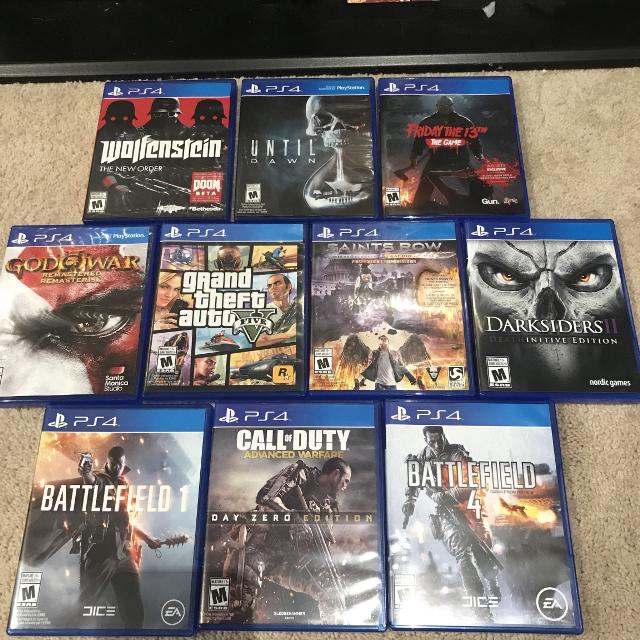 PS4
Wolfenstein
THE NEW ORDER
DOOM
BETA
M
Bethesda
PS4
PlayStation
UNTIL
DAWN
M
PS4
FRIDAY THE 13TH
THE GAME
M
Gun.
PS4
PlayStation
GOD OF WAR
REMASTERED
REMASTERISÉ
Santa
Monica
Studio
PS4
grand
theft
auto
V
FIVE
M
R
PS4
SAINTS ROW
M
PS4
DARKSIDERS II
DEATHINITIVE EDITION
M
nordic games
PS4
BATTLEFIELD 1
M
DICE
EA
PS4
CALL OF DUTY
ADVANCED WARFARE
DAY ZERO EDITION
M
SLEDGEHAMMER
PS4
BATTLEFIELD
4
M
DICE
EA